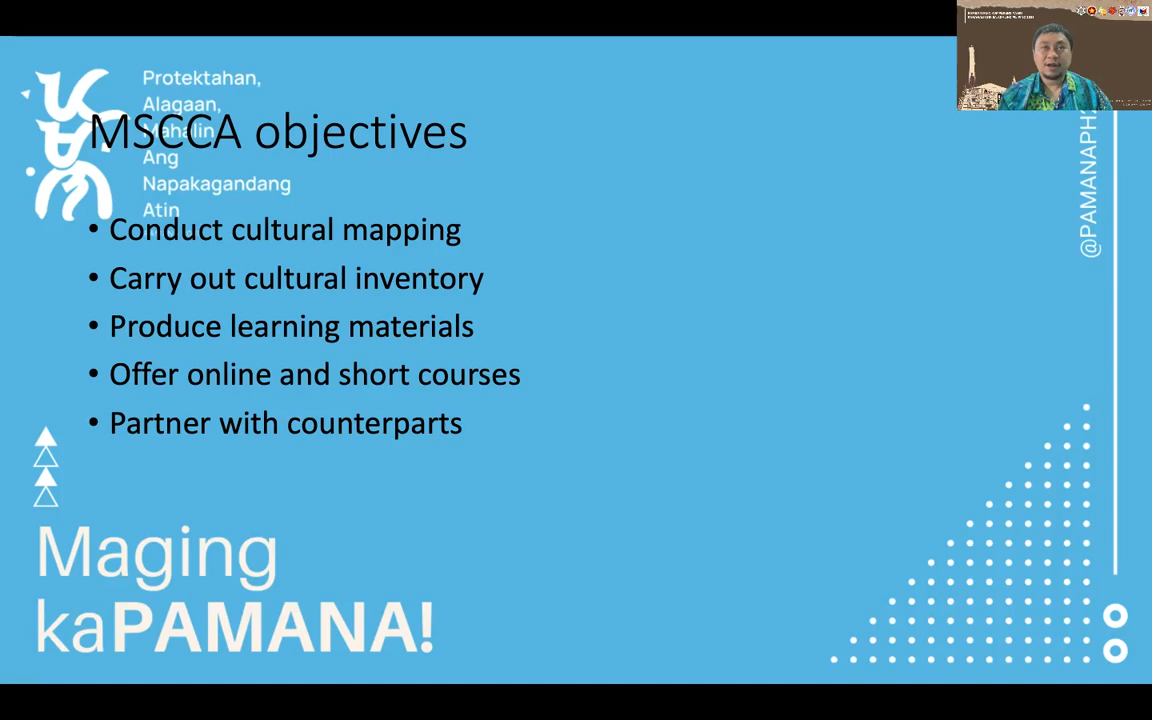 Protektahan,
Alagaan,
Mahalin
Ang
Napakagandang
Atin
MSCCA objectives
• Conduct cultural mapping
• Carry out cultural inventory
• Produce learning materials
• Offer online and short courses
• Partner with counterparts
Maging
kaPAMANA!